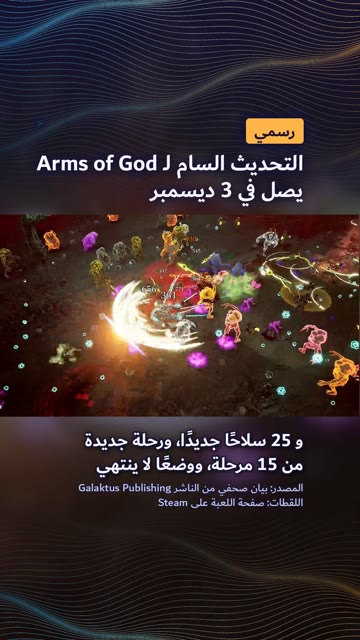 رسمي
التحديث السام لـ Arms of God
يصل في 3 ديسمبر
و 25 سلاحًا جديدًا، ورحلة جديدة
من 15 مرحلة، ووضعًا لا ينتهي
المصدر: بيان صحفي من الناشر Galaktus Publishing
اللقطات: صفحة اللعبة على Steam